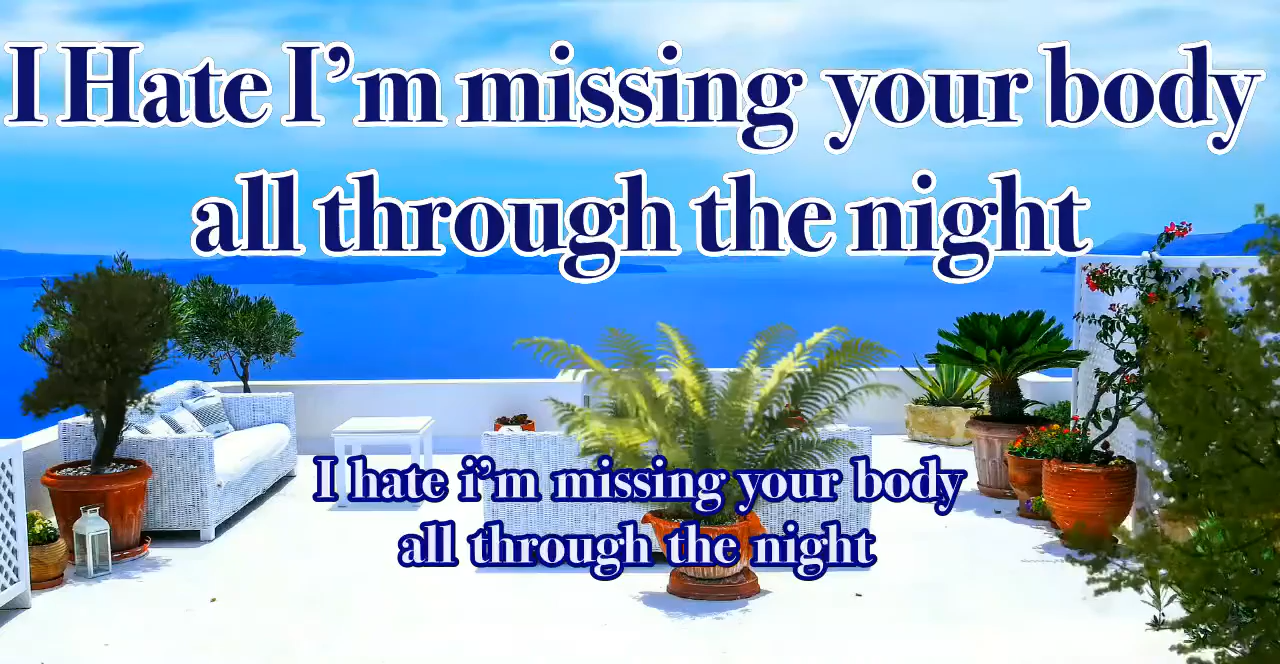 I Hate I’m missing your body
all through the night
I hate i’m missing your body
all through the night